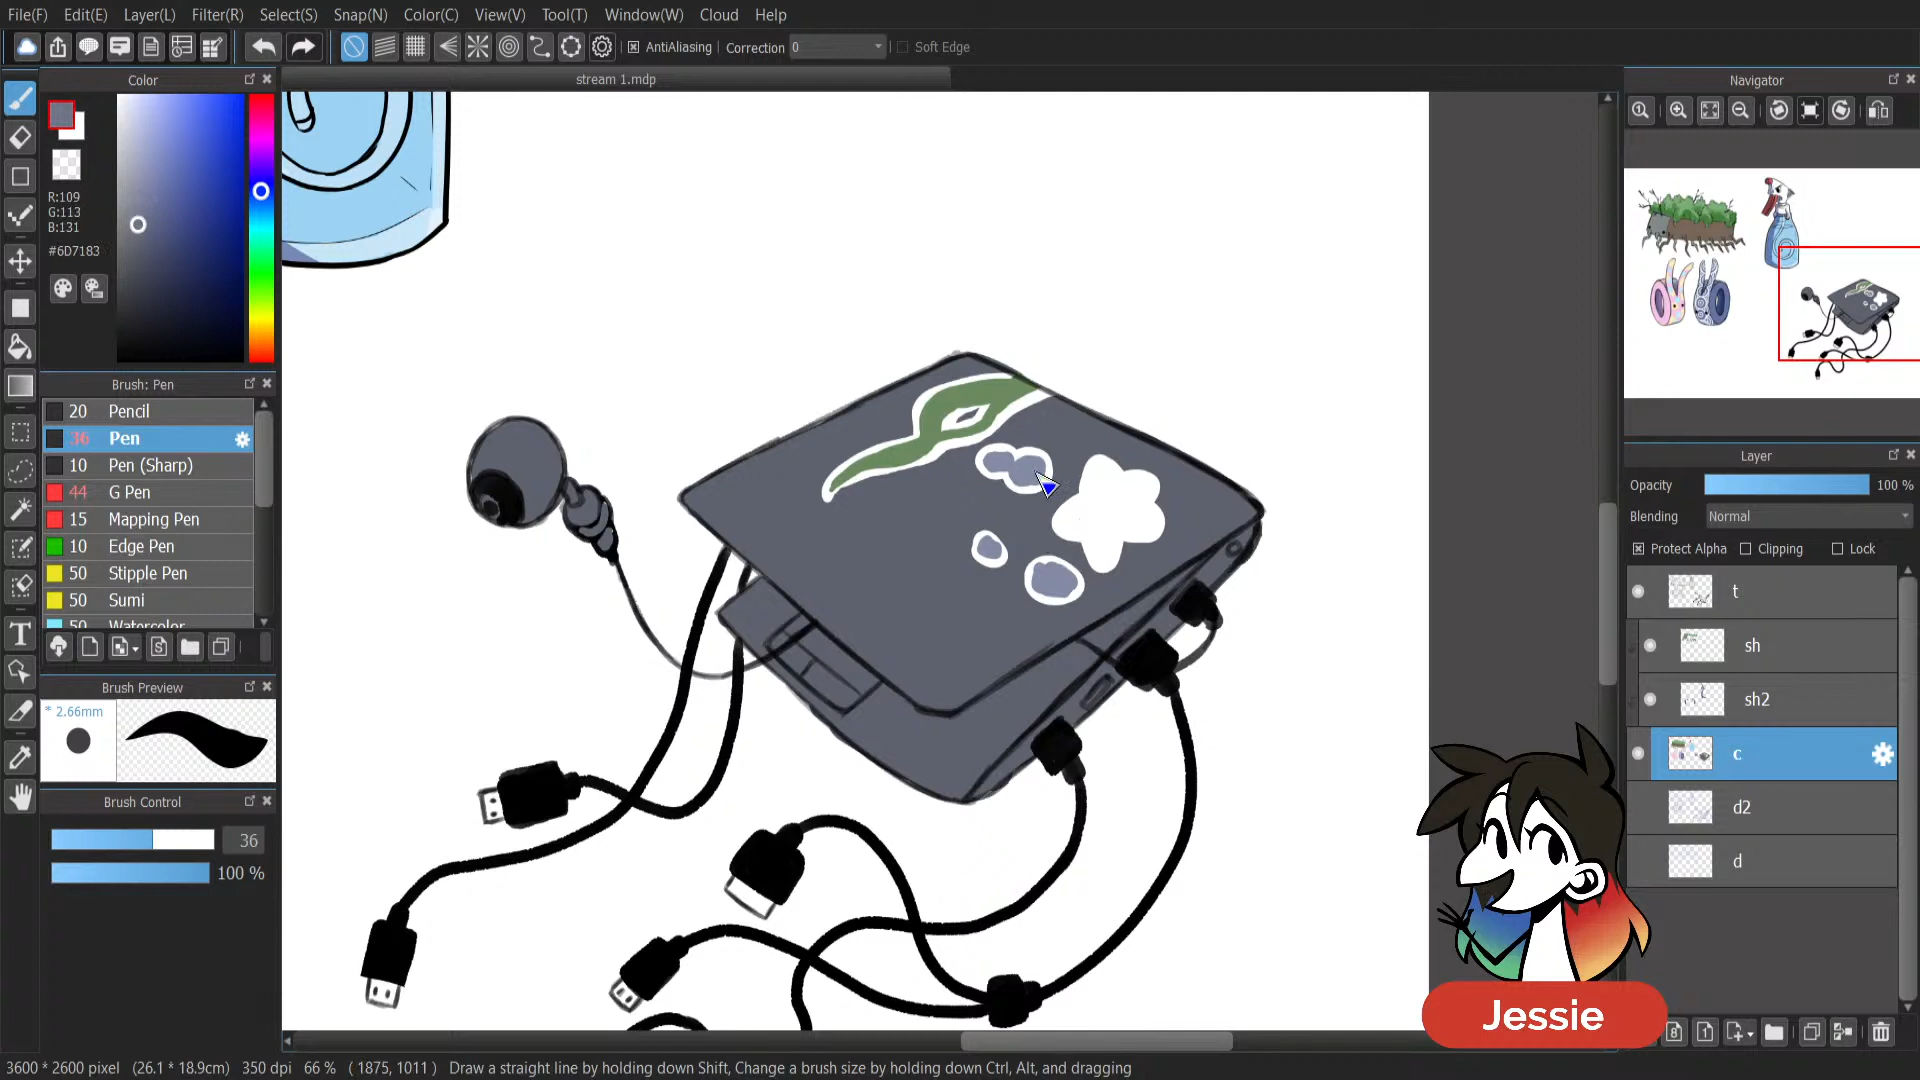 File(F) Edit(E) Layer(L) Filter(R) Select(S) Snap(N) Color(C) View(V) Tool(T) Window(W) Cloud Help
AntiAliasing Correction 0 Soft Edge
Color
stream 1.mdp
Navigator
R:109
G:113
B:131
#6D7183
Brush: Pen
20 Pencil
36 Pen
10 Pen (Sharp)
44 G Pen
15 Mapping Pen
10 Edge Pen
50 Stipple Pen
50 Sumi
50 Watercolor
Brush Preview
* 2.66mm
Brush Control
36
100 %
Layer
Opacity 100 %
Blending Normal
Protect Alpha Clipping Lock
t
sh
sh2
c
d2
d
Jessie
3600 * 2600 pixel (26.1 * 18.9cm) 350 dpi 66 % ( 1875, 1011 ) Draw a straight line by holding down Shift, Change a brush size by holding down Ctrl, Alt, and dragging